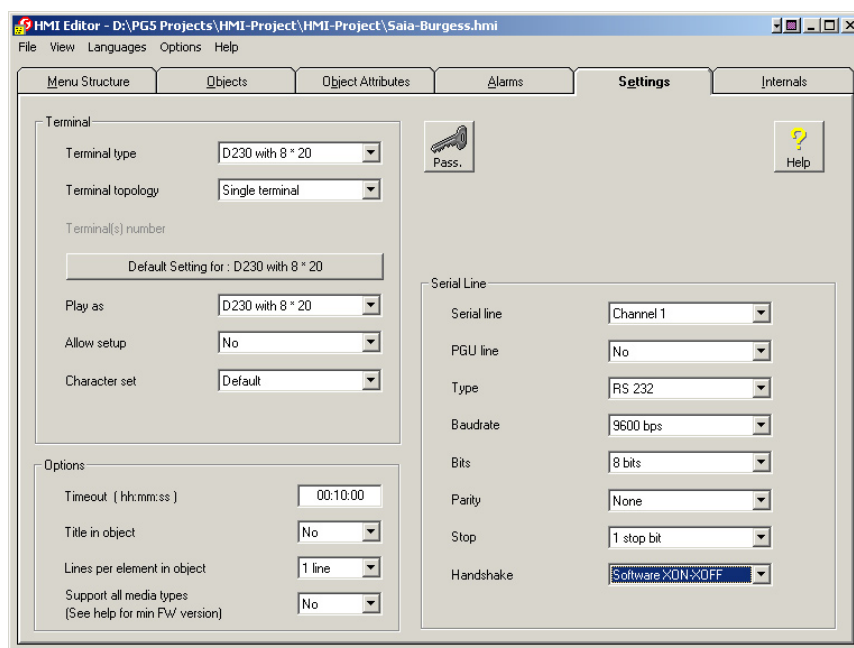 HMI Editor - D:\PG5 Projects\HMI-Project\HMI-Project\Saia-Burgess.hmi
File View Languages Options Help
Menu Structure Objects Object Attributes Alarms Settings Internals
Terminal
Terminal type D230 with 8 * 20
Terminal topology Single terminal
Terminal(s) number
Default Setting for : D230 with 8 * 20
Play as D230 with 8 * 20
Allow setup No
Character set Default
Pass.
Help
Options
Timeout ( hh:mm:ss ) 00:10:00
Title in object No
Lines per element in object 1 line
Support all media types
(See help for min FW version) No
Serial Line
Serial line Channel 1
PGU line No
Type RS 232
Baudrate 9600 bps
Bits 8 bits
Parity None
Stop 1 stop bit
Handshake Software XON-XOFF